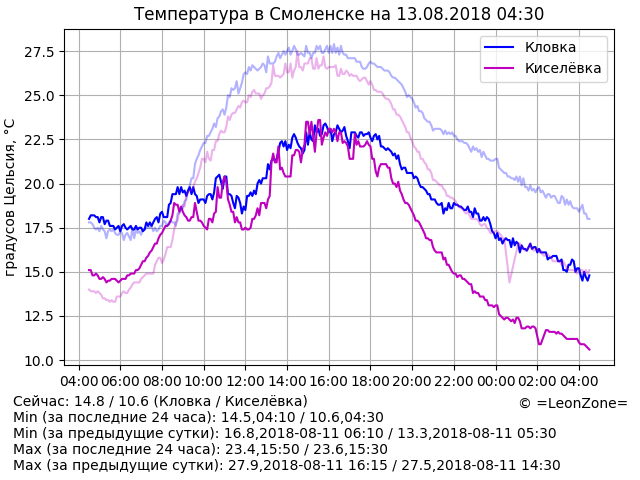 Температура в Смоленске на 13.08.2018 04:30
градусов Цельсия, °C
27.5
25.0
22.5
20.0
17.5
15.0
12.5
10.0
Кловка
Киселёвка
04:00 06:00 08:00 10:00 12:00 14:00 16:00 18:00 20:00 22:00 00:00 02:00 04:00
Сейчас: 14.8 / 10.6 (Кловка / Киселёвка)
© =LeonZone=
Min (за последние 24 часа): 14.5,04:10 / 10.6,04:30
Min (за предыдущие сутки): 16.8,2018-08-11 06:10 / 13.3,2018-08-11 05:30
Max (за последние 24 часа): 23.4,15:50 / 23.6,15:30
Max (за предыдущие сутки): 27.9,2018-08-11 16:15 / 27.5,2018-08-11 14:30